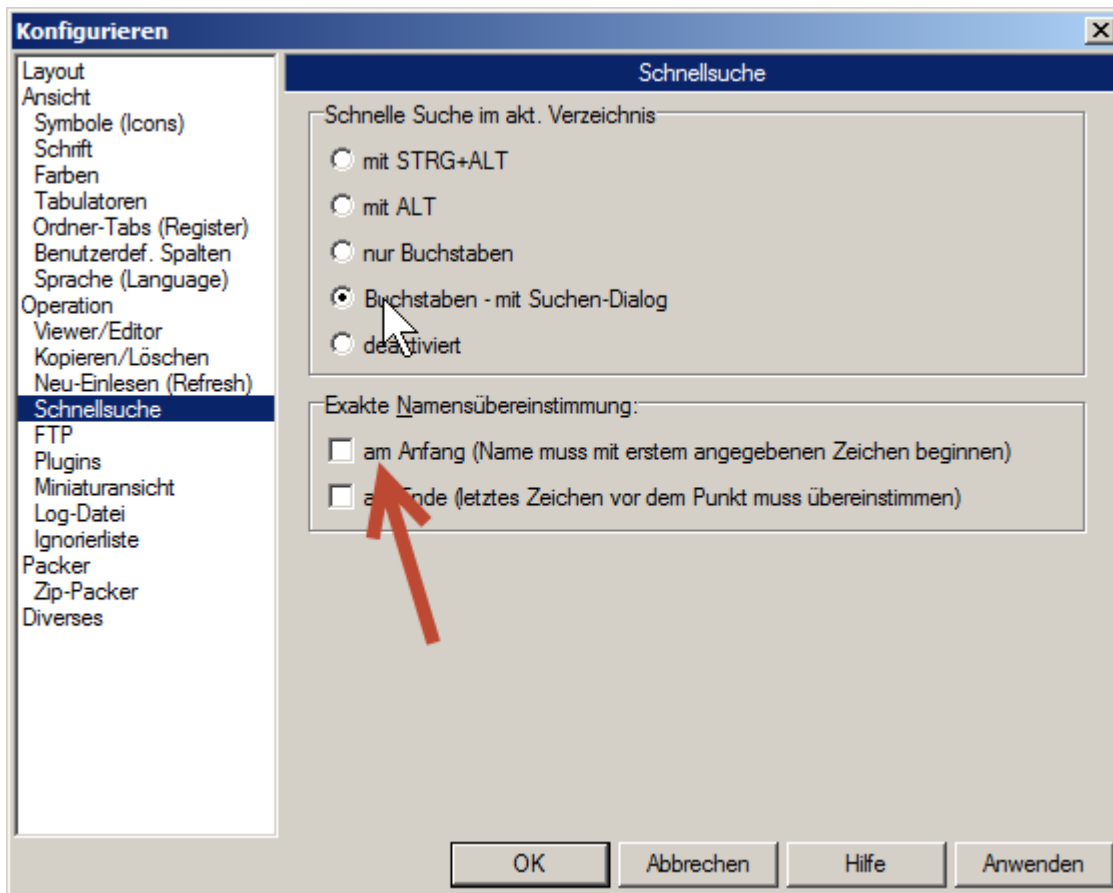 Konfigurieren
Layout
Ansicht
Symbole (Icons)
Schrift
Farben
Tabulatoren
Ordner-Tabs (Register)
Benutzerdef. Spalten
Sprache (Language)
Operation
Viewer/Editor
Kopieren/Löschen
Neu-Einlesen (Refresh)
Schnellsuche
FTP
Plugins
Miniaturansicht
Log-Datei
Ignorierliste
Packer
Zip-Packer
Diverses
Schnellsuche
Schnelle Suche im akt. Verzeichnis
mit STRG+ALT
mit ALT
nur Buchstaben
Buchstaben - mit Suchen-Dialog
deaktiviert
Exakte Namensübereinstimmung:
am Anfang (Name muss mit erstem angegebenen Zeichen beginnen)
am Ende (letztes Zeichen vor dem Punkt muss übereinstimmen)
OK
Abbrechen
Hilfe
Anwenden